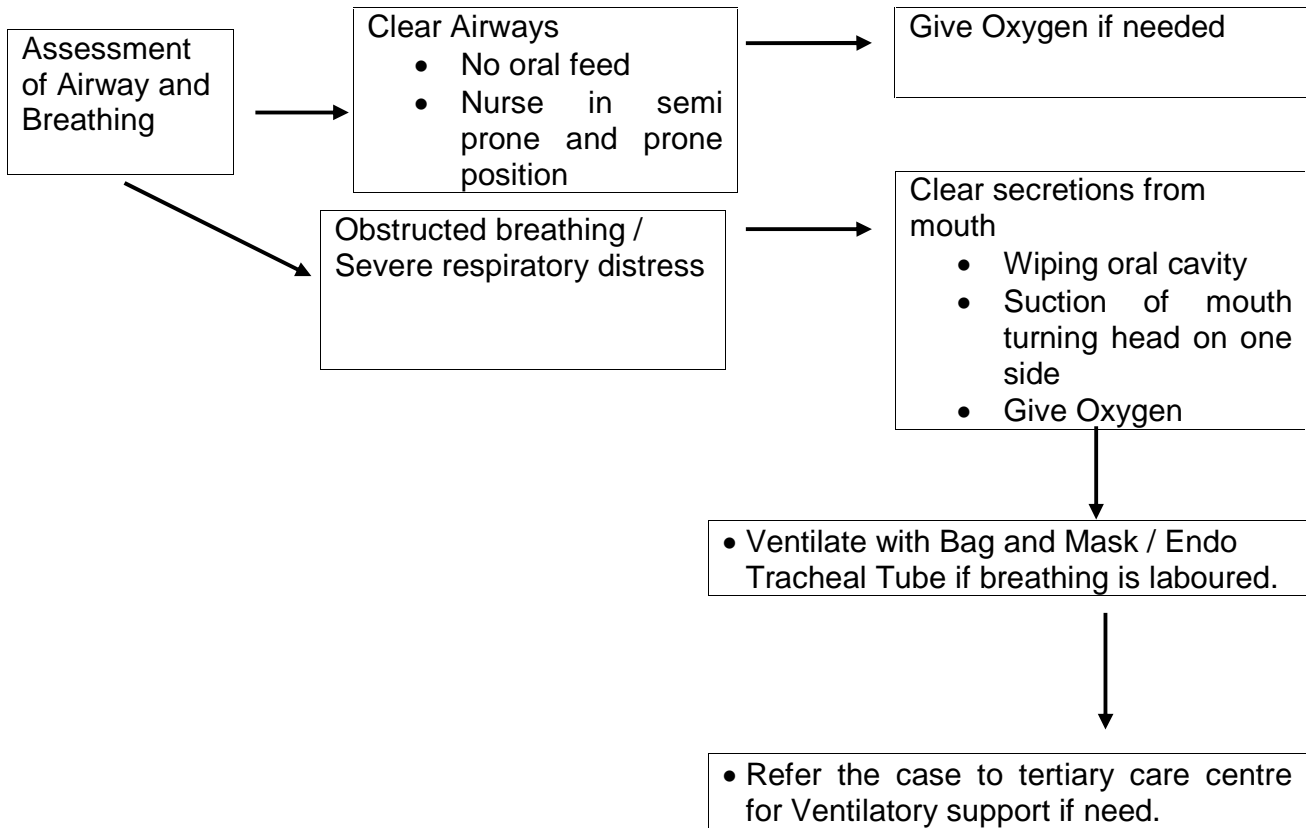 Assessment
of Airway and
Breathing
Clear Airways
• No oral feed
• Nurse in semi
prone and prone
position
Give Oxygen if needed
Obstructed breathing /
Severe respiratory distress
Clear secretions from
mouth
• Wiping oral cavity
• Suction of mouth
turning head on one
side
• Give Oxygen
• Ventilate with Bag and Mask / Endo
Tracheal Tube if breathing is laboured.
• Refer the case to tertiary care centre
for Ventilatory support if need.